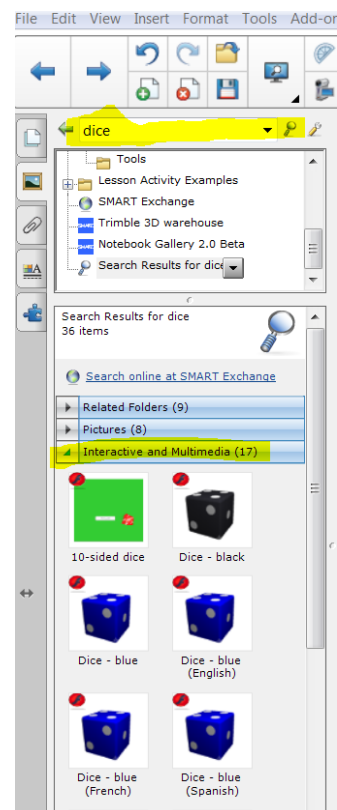 File Edit View Insert Format Tools Add-on
dice
Tools
Lesson Activity Examples
SMART Exchange
Trimble 3D warehouse
Notebook Gallery 2.0 Beta
Search Results for dice
Search Results for dice
36 items
Search online at SMART Exchange
Related Folders (9)
Pictures (8)
Interactive and Multimedia (17)
10-sided dice Dice - black
Dice - blue Dice - blue
(English)
Dice - blue Dice - blue
(French) (Spanish)